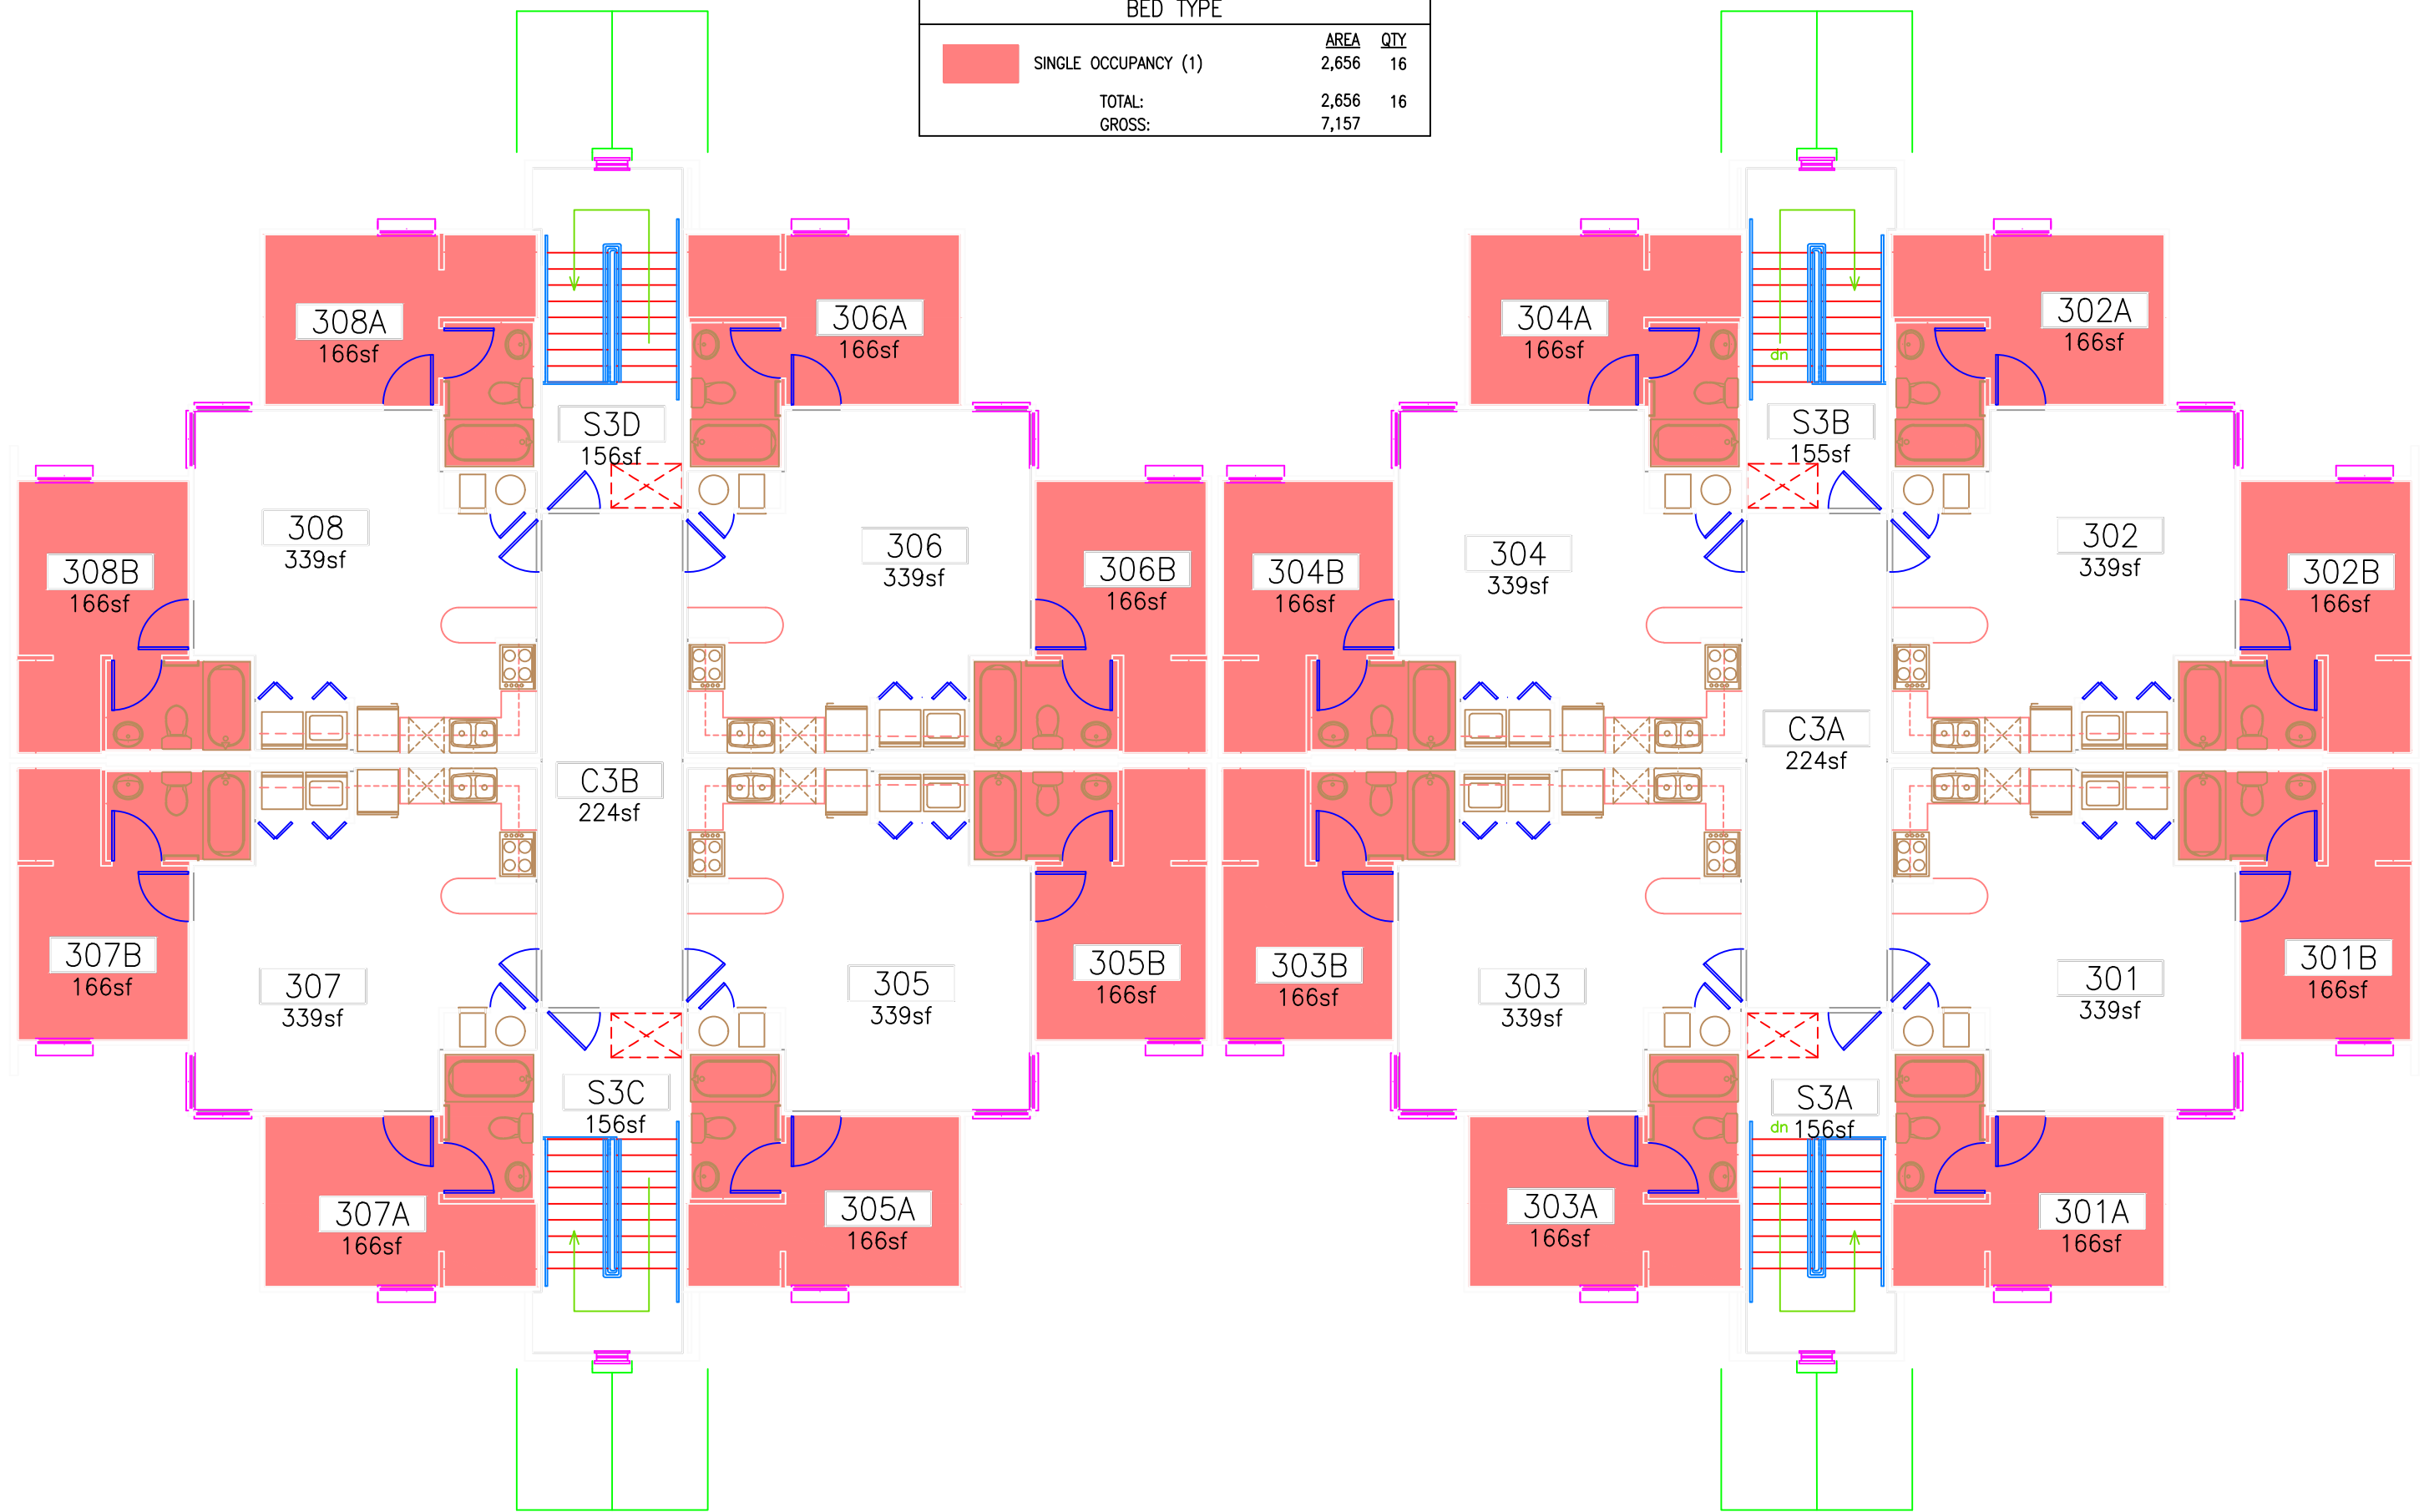 BED TYPE
AREA QTY
SINGLE OCCUPANCY (1) 2,656 16
TOTAL: 2,656 16
GROSS: 7,157
308A
166sf
306A
166sf
304A
166sf
302A
166sf
dn
S3D
156sf
S3B
155sf
308
339sf
306
339sf
304
339sf
302
339sf
308B
166sf
306B
166sf
304B
166sf
302B
166sf
C3B
224sf
C3A
224sf
307B
166sf
305B
166sf
303B
166sf
301B
166sf
307
339sf
305
339sf
303
339sf
301
339sf
S3C
156sf
S3A
dn 156sf
307A
166sf
305A
166sf
303A
166sf
301A
166sf